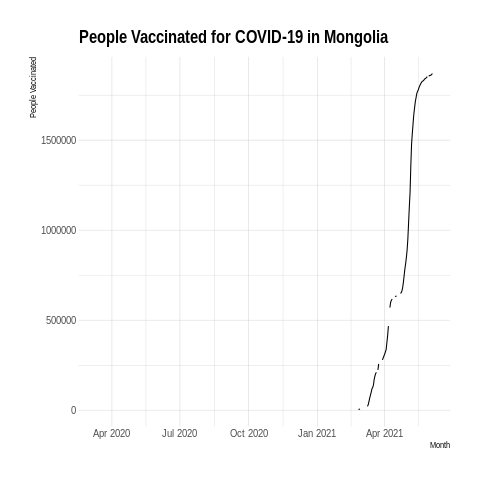 People Vaccinated for COVID-19 in Mongolia
People Vaccinated
1500000
1000000
500000
0
Apr 2020 Jul 2020 Oct 2020 Jan 2021 Apr 2021
Month